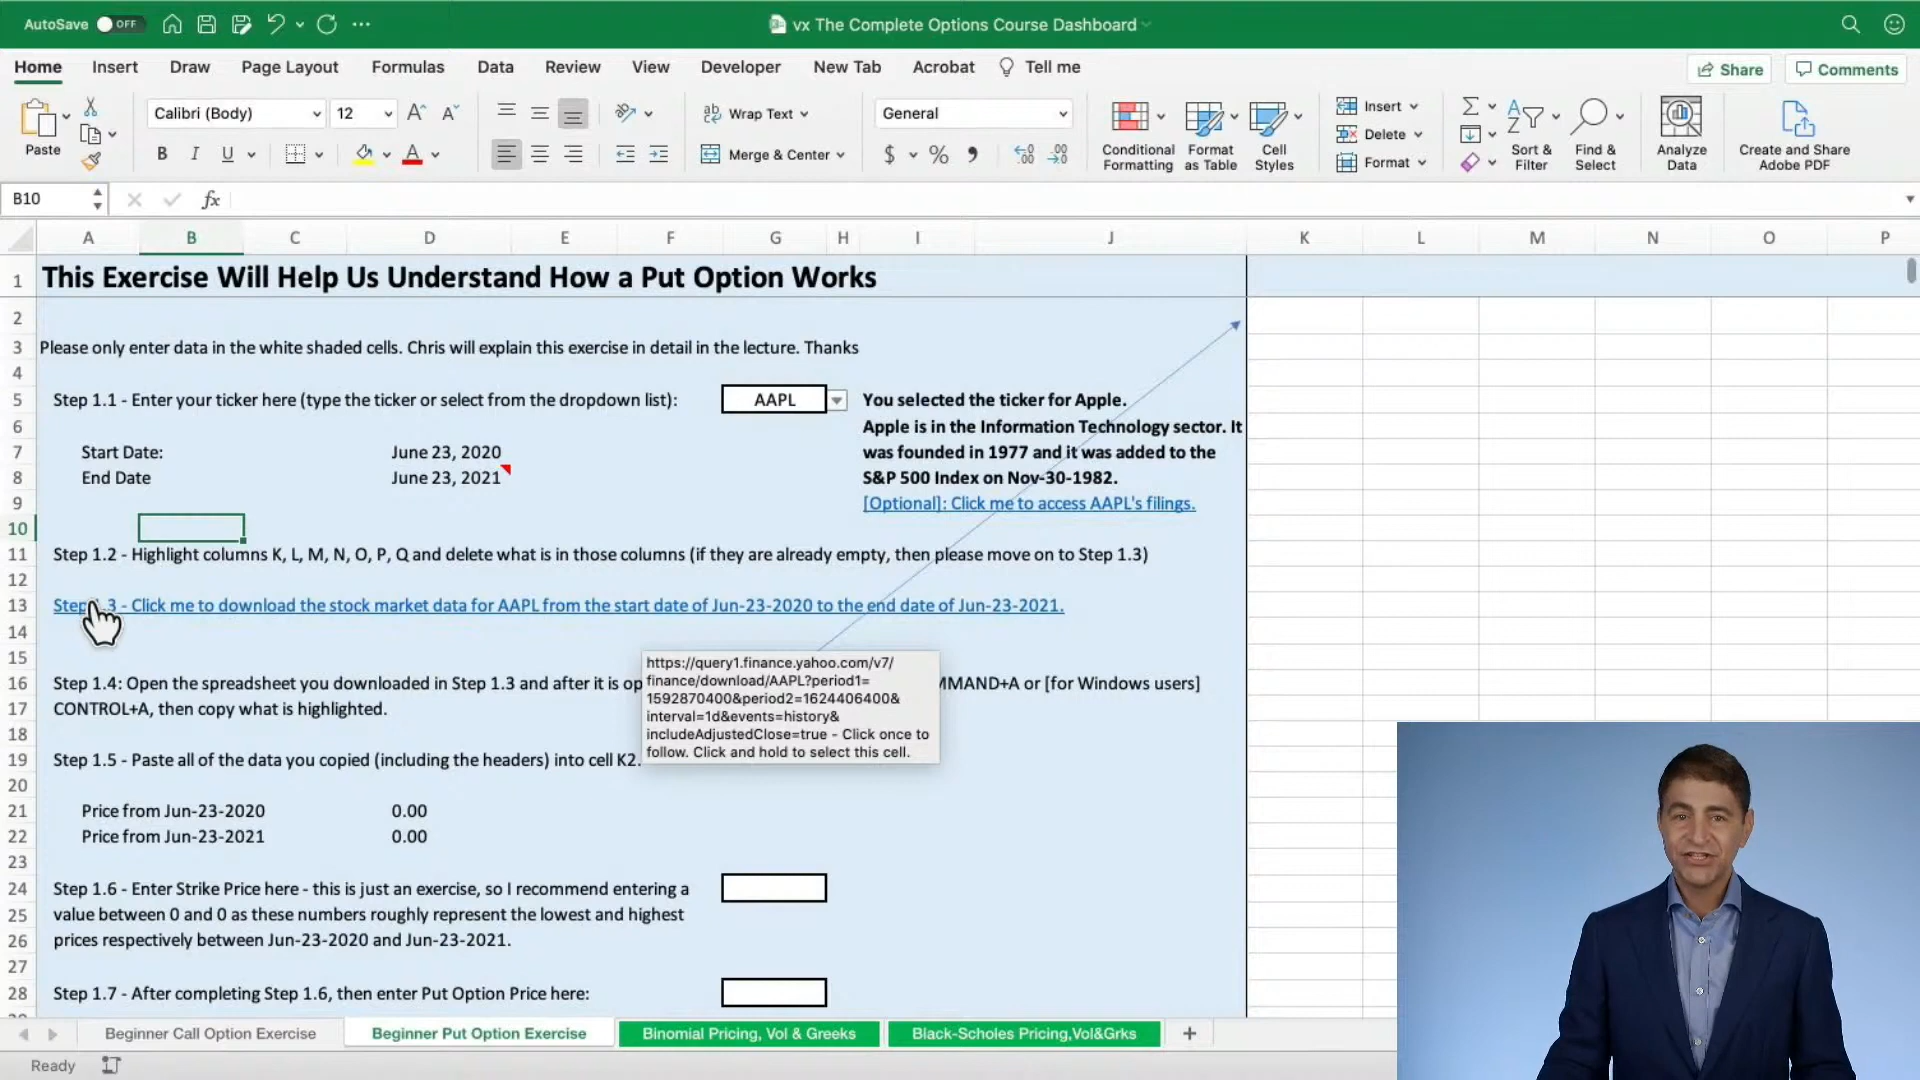 AutoSave OFF
vx The Complete Options Course Dashboard
Home Insert Draw Page Layout Formulas Data Review View Developer New Tab Acrobat Tell me
Share Comments
Paste
Calibri (Body) 12
B I U
Wrap Text
Merge & Center
General
$ %
Conditional Formatting
Format as Table
Cell Styles
Insert
Delete
Format
Sort & Filter
Find & Select
Analyze Data
Create and Share Adobe PDF
B10 fx
A B C D E F G H I J K L M N O P
1 This Exercise Will Help Us Understand How a Put Option Works
2
3 Please only enter data in the white shaded cells. Chris will explain this exercise in detail in the lecture. Thanks
4
5 Step 1.1 - Enter your ticker here (type the ticker or select from the dropdown list): AAPL You selected the ticker for Apple.
6 Apple is in the Information Technology sector. It
7 Start Date: June 23, 2020 was founded in 1977 and it was added to the
8 End Date June 23, 2021 S&P 500 Index on Nov-30-1982.
9 [Optional]: Click me to access AAPL's filings.
10
11 Step 1.2 - Highlight columns K, L, M, N, O, P, Q and delete what is in those columns (if they are already empty, then please move on to Step 1.3)
12
13 Step 1.3 - Click me to download the stock market data for AAPL from the start date of Jun-23-2020 to the end date of Jun-23-2021.
14
15
16 Step 1.4: Open the spreadsheet you downloaded in Step 1.3 and after it is op MMAND+A or [for Windows users]
17 CONTROL+A, then copy what is highlighted.
18
19 Step 1.5 - Paste all of the data you copied (including the headers) into cell K2.
https://query1.finance.yahoo.com/v7/
finance/download/AAPL?period1=
1592870400&period2=1624406400&
interval=1d&events=history&
includeAdjustedClose=true - Click once to
follow. Click and hold to select this cell.
20
21 Price from Jun-23-2020 0.00
22 Price from Jun-23-2021 0.00
23
24 Step 1.6 - Enter Strike Price here - this is just an exercise, so I recommend entering a
25 value between 0 and 0 as these numbers roughly represent the lowest and highest
26 prices respectively between Jun-23-2020 and Jun-23-2021.
27
28 Step 1.7 - After completing Step 1.6, then enter Put Option Price here:
Beginner Call Option Exercise Beginner Put Option Exercise Binomial Pricing, Vol & Greeks Black-Scholes Pricing,Vol&Grks +
Ready